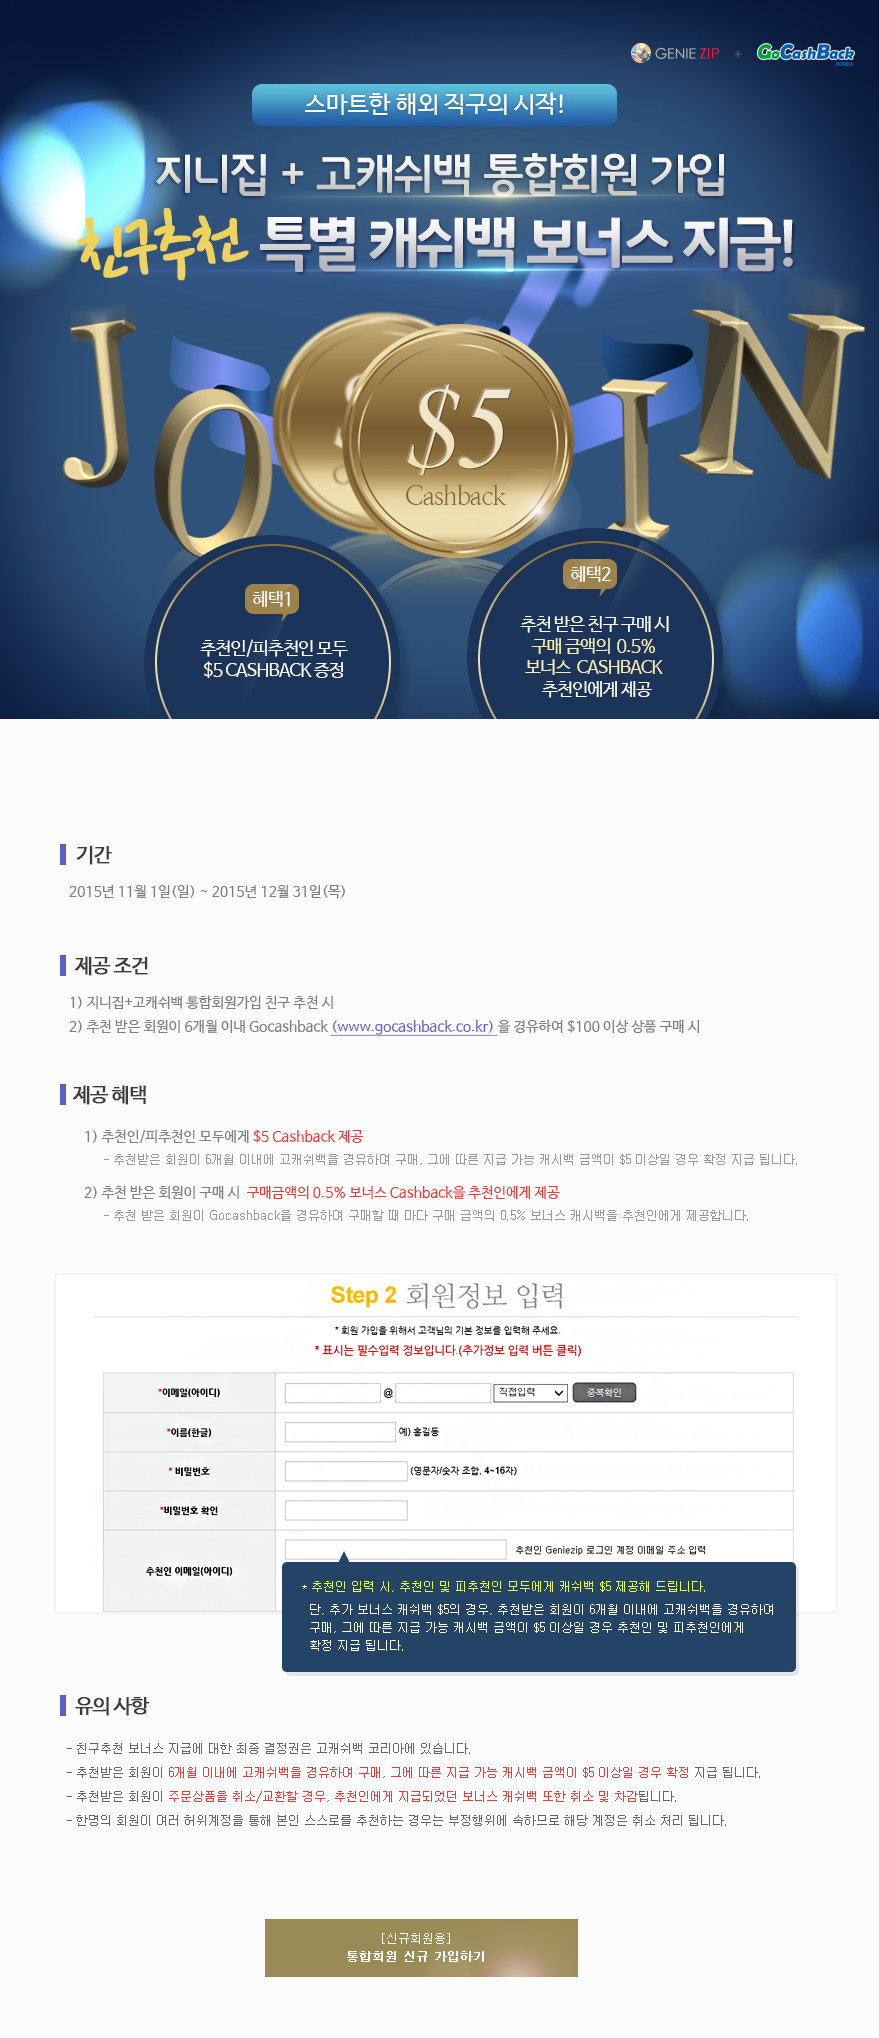 GENIE ZIP + GoCashBack KOREA
스마트한 해외 직구의 시작!
지니집 + 고캐쉬백 통합회원 가입
친구추천 특별 캐쉬백 보너스 지급!
JOIN
$5
Cashback
혜택1
추천인/피추천인 모두
$5 CASHBACK 증정
혜택2
추천 받은 친구 구매 시
구매 금액의 0.5%
보너스 CASHBACK
추천인에게 제공
기간
2015년 11월 1일(일) ~ 2015년 12월 31일(목)
제공 조건
1) 지니집+고캐쉬백 통합회원가입 친구 추천 시
2) 추천 받은 회원이 6개월 이내 Gocashback (www.gocashback.co.kr) 을 경유하여 $100 이상 상품 구매 시
제공 혜택
1) 추천인/피추천인 모두에게 $5 Cashback 제공
- 추천받은 회원이 6개월 이내에 고캐쉬백을 경유하여 구매, 그에 따른 지급 가능 캐시백 금액이 $5 이상일 경우 확정 지급 됩니다.
2) 추천 받은 회원이 구매 시 구매금액의 0.5% 보너스 Cashback을 추천인에게 제공
- 추천 받은 회원이 Gocashback을 경유하여 구매할 때 마다 구매 금액의 0.5% 보너스 캐시백을 추천인에게 제공합니다.
Step 2 회원정보 입력
* 회원 가입을 위해서 고객님의 기본 정보를 입력해 주세요.
* 표시는 필수입력 정보입니다.(추가정보 입력 버튼 클릭)
*이메일(아이디) @ 직접입력 중복확인
*이름(한글) 예) 홍길동
* 비밀번호 (영문자/숫자 조합, 4~16자)
*비밀번호 확인
추천인 이메일(아이디) 추천인 Geniezip 로그인 계정 이메일 주소 입력
* 추천인 입력 시, 추천인 및 피추천인 모두에게 캐쉬백 $5 제공해 드립니다.
단, 추가 보너스 캐쉬백 $5의 경우, 추천받은 회원이 6개월 이내에 고캐쉬백을 경유하여
구매, 그에 따른 지급 가능 캐시백 금액이 $5 이상일 경우 추천인 및 피추천인에게
확정 지급 됩니다.
유의 사항
- 친구추천 보너스 지급에 대한 최종 결정권은 고캐쉬백 코리아에 있습니다.
- 추천받은 회원이 6개월 이내에 고캐쉬백을 경유하여 구매, 그에 따른 지급 가능 캐시백 금액이 $5 이상일 경우 확정 지급 됩니다.
- 추천받은 회원이 주문상품을 취소/교환할 경우, 추천인에게 지급되었던 보너스 캐쉬백 또한 취소 및 차감됩니다.
- 한명의 회원이 여러 허위계정을 통해 본인 스스로를 추천하는 경우는 부정행위에 속하므로 해당 계정은 취소 처리 됩니다.
[신규회원용]
통합회원 신규 가입하기